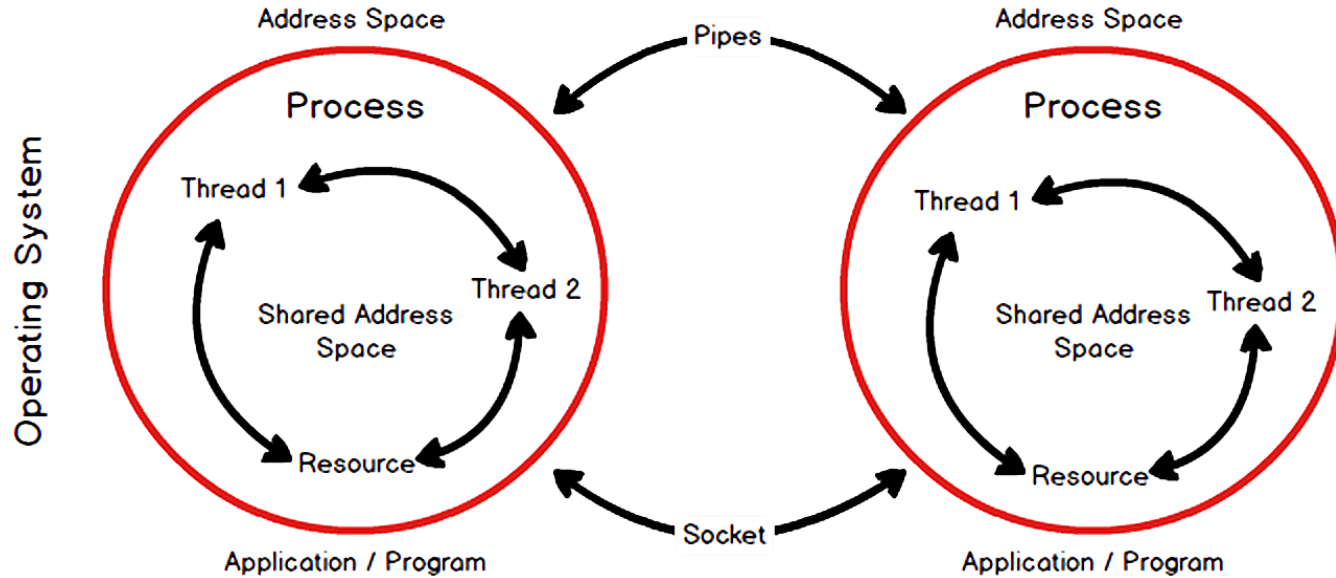 Operating System
Address Space
Process
Thread 1
Thread 2
Shared Address
Space
Resource
Application / Program
Pipes
Socket
Address Space
Process
Thread 1
Thread 2
Shared Address
Space
Resource
Application / Program